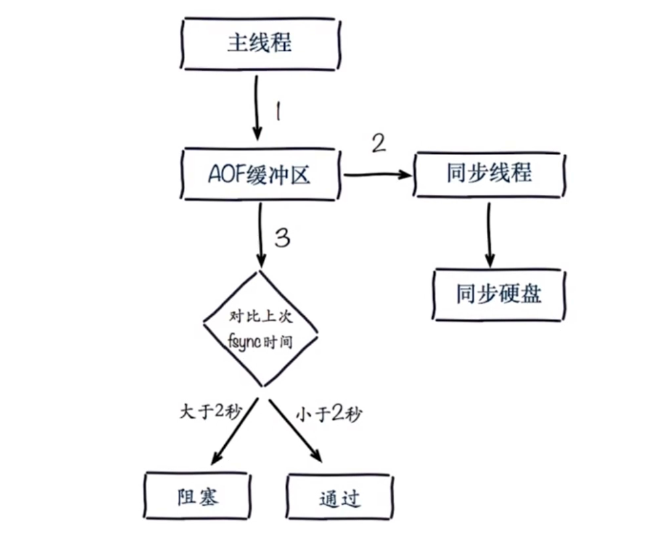 主线程
1
AOF缓冲区
2
同步线程
3
同步硬盘
对比上次
fsync时间
大于2秒
小于2秒
阻塞
通过